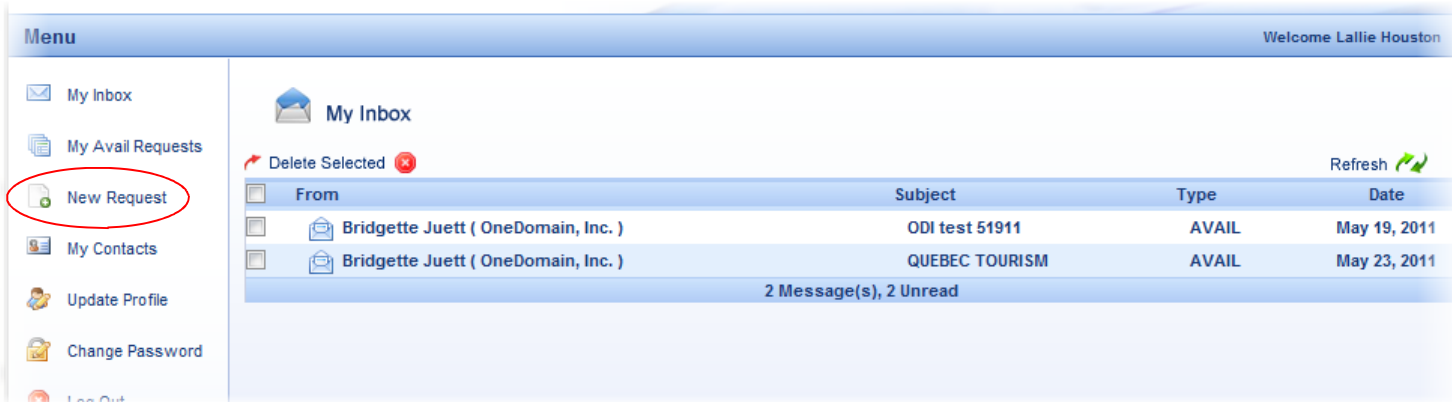 Menu
Welcome Lallie Houston
My Inbox
My Avail Requests
New Request
My Contacts
Update Profile
Change Password
Log Out
My Inbox
Delete Selected
Refresh
From Subject Type Date
Bridgette Juett ( OneDomain, Inc. ) ODI test 51911 AVAIL May 19, 2011
Bridgette Juett ( OneDomain, Inc. ) QUEBEC TOURISM AVAIL May 23, 2011
2 Message(s), 2 Unread